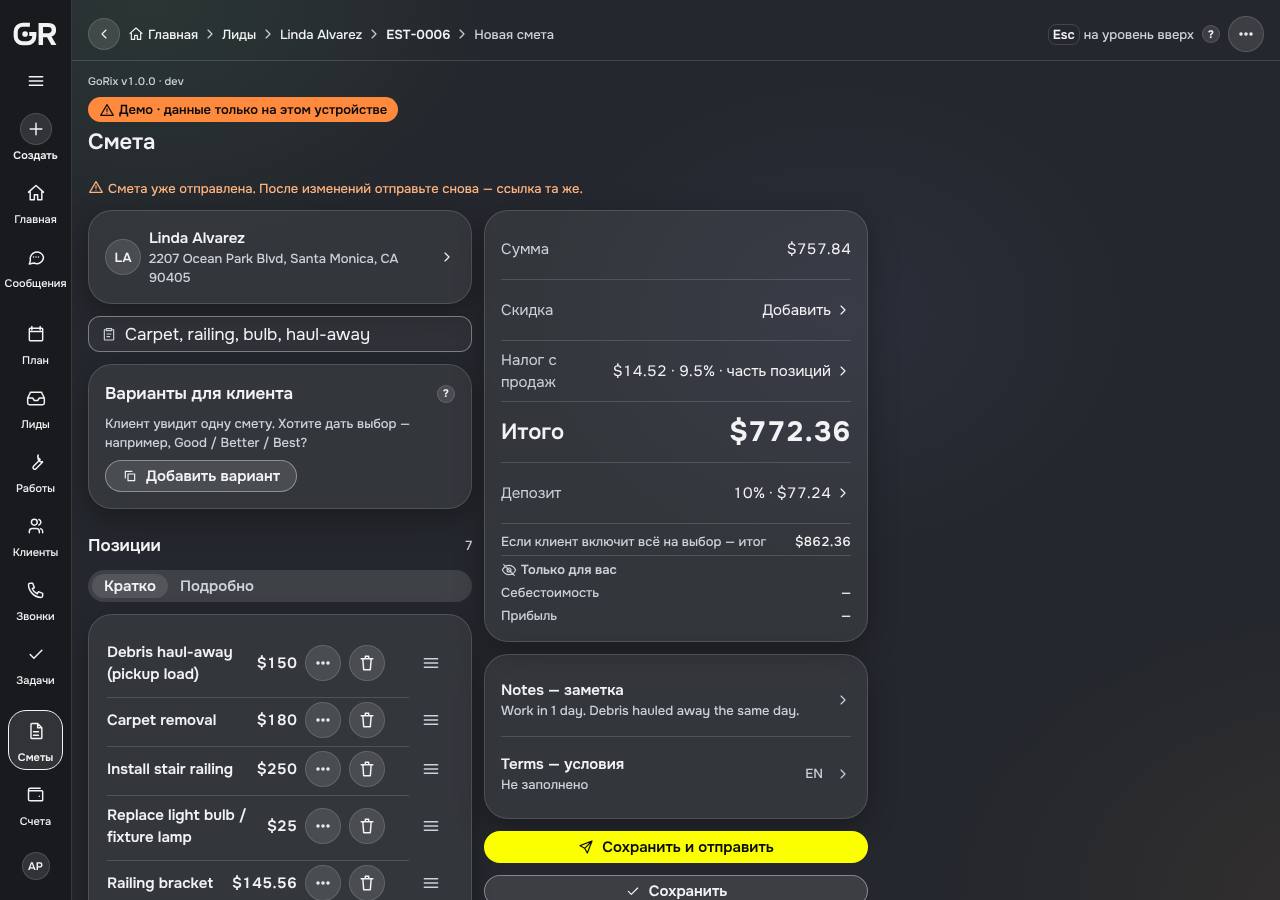 GR
Главная
Лиды
Linda Alvarez
EST-0006
Новая смета
Esc на уровень вверх ?
GoRix v1.0.0 · dev
Демо · данные только на этом устройстве
Смета
Смета уже отправлена. После изменений отправьте снова — ссылка та же.
Создать
Главная
Сообщения
План
Лиды
Работы
Клиенты
Звонки
Задачи
Сметы
Счета
AP
LA
Linda Alvarez
2207 Ocean Park Blvd, Santa Monica, CA
90405
Carpet, railing, bulb, haul-away
Варианты для клиента ?
Клиент увидит одну смету. Хотите дать выбор —
например, Good / Better / Best?
Добавить вариант
Позиции 7
Кратко Подробно
Debris haul-away
(pickup load)
$150
Carpet removal $180
Install stair railing $250
Replace light bulb /
fixture lamp
$25
Railing bracket $145.56
Сумма $757.84
Скидка Добавить
Налог с
продаж
$14.52 · 9.5% · часть позиций
Итого $772.36
Депозит 10% · $77.24
Если клиент включит всё на выбор — итог $862.36
Только для вас
Себестоимость —
Прибыль —
Notes — заметка
Work in 1 day. Debris hauled away the same day.
Terms — условия
Не заполнено
EN
Сохранить и отправить
Сохранить